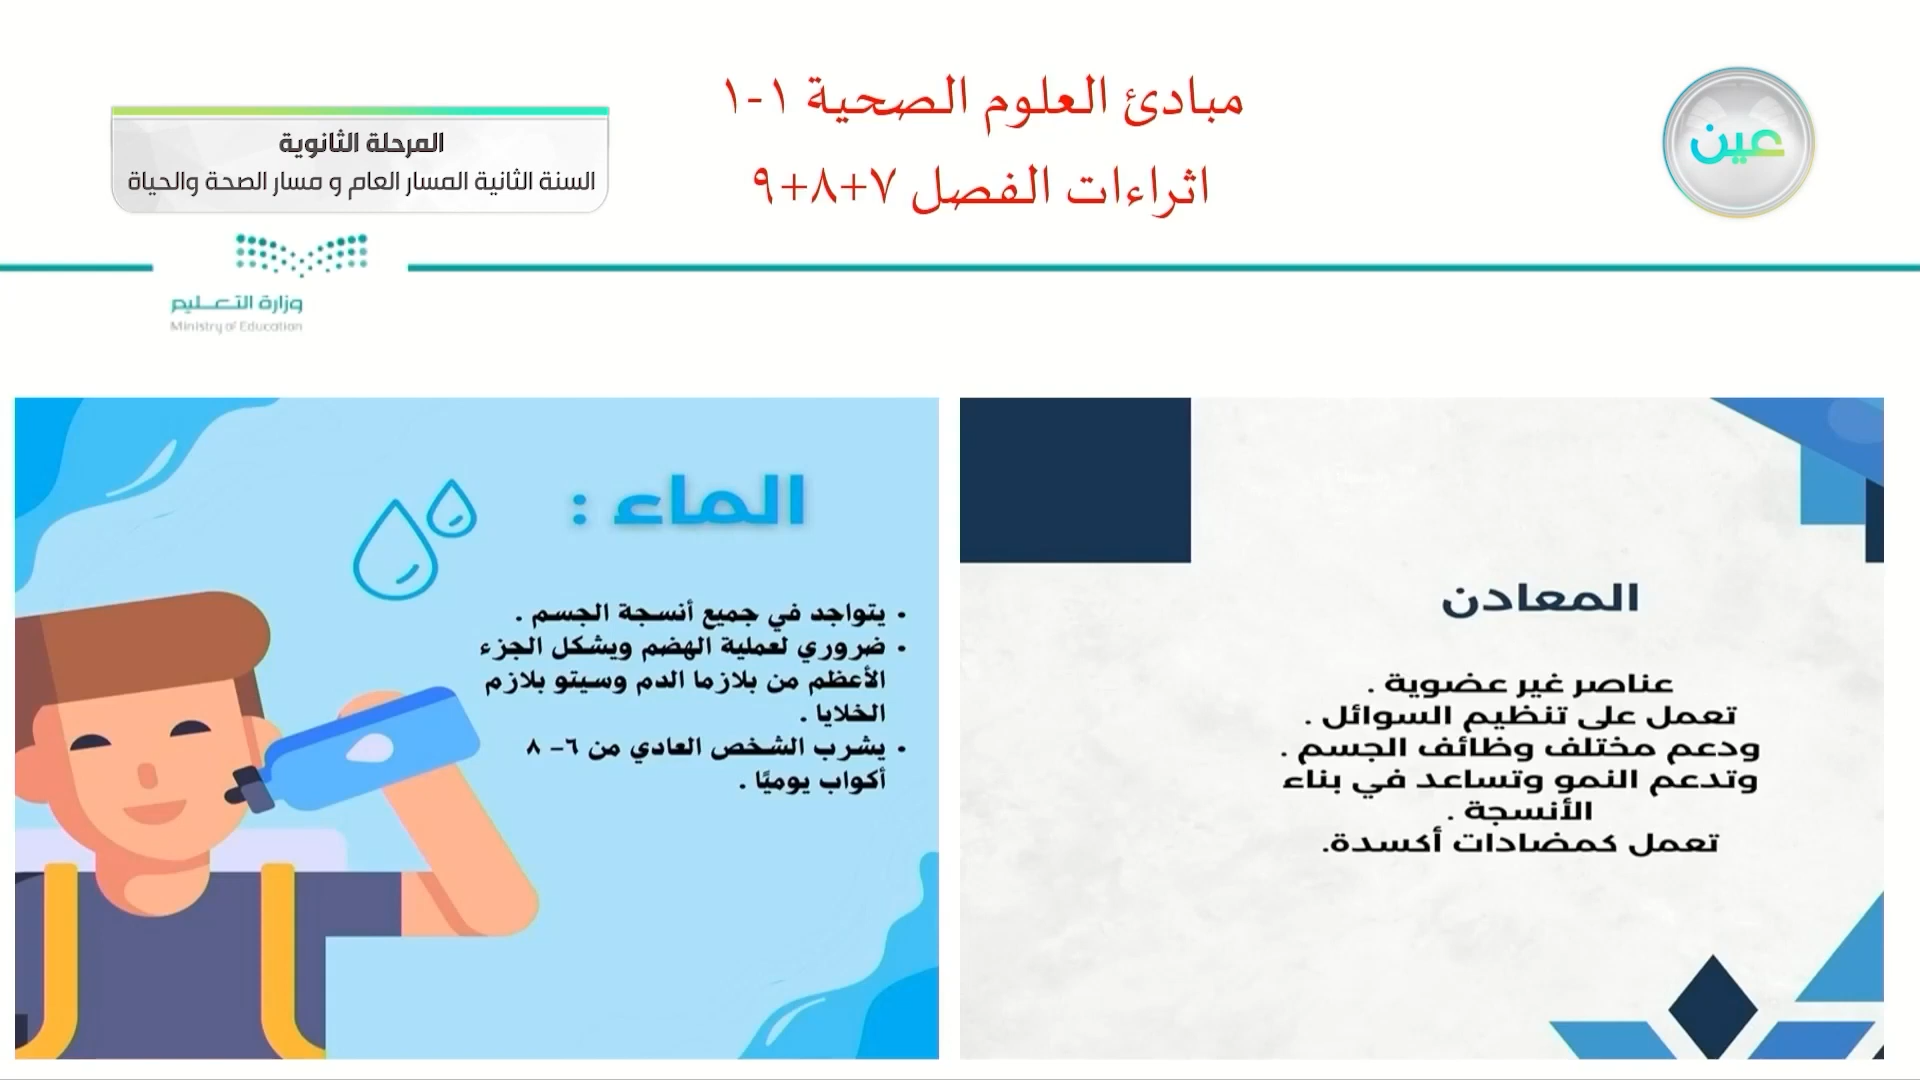 مبادئ العلوم الصحية ١-١
اثراءات الفصل ٧+٨+٩
عين
المرحلة الثانوية
السنة الثانية المسار العام و مسار الصحة والحياة
وزارة التعليم
Ministry of Education
المعادن
عناصر غير عضوية .
تعمل على تنظيم السوائل .
ودعم مختلف وظائف الجسم .
وتدعم النمو وتساعد في بناء
الأنسجة .
تعمل كمضادات أكسدة.
الماء :
• يتواجد في جميع أنسجة الجسم .
• ضروري لعملية الهضم ويشكل الجزء
الأعظم من بلازما الدم وسيتو بلازم
الخلايا .
• يشرب الشخص العادي من ٦– ٨
أكواب يوميًا .